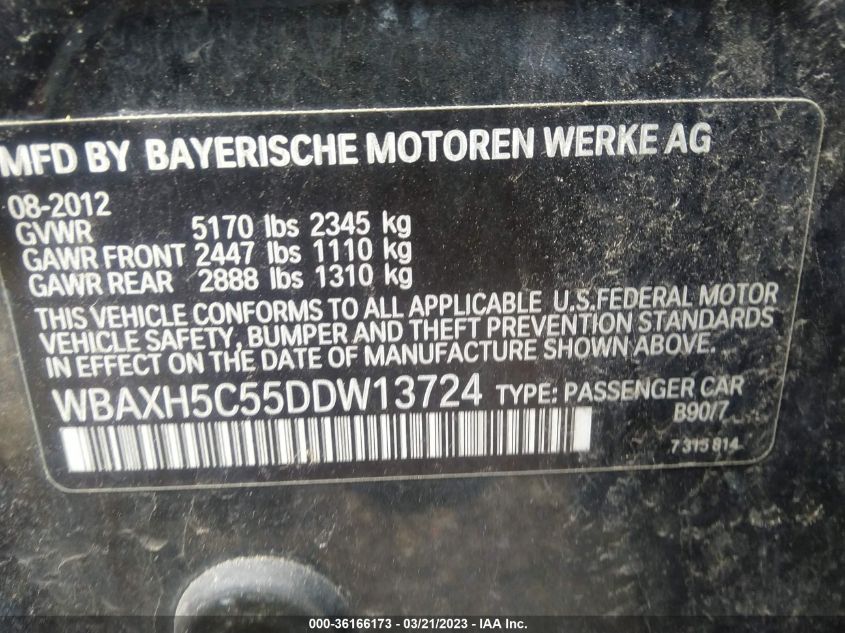 MFD BY BAYERISCHE MOTOREN WERKE AG
08-2012
GVWR 5170 lbs 2345 kg
GAWR FRONT 2447 lbs 1110 kg
GAWR REAR 2888 lbs 1310 kg
THIS VEHICLE CONFORMS TO ALL APPLICABLE U.S.FEDERAL MOTOR
VEHICLE SAFETY, BUMPER AND THEFT PREVENTION STANDARDS
IN EFFECT ON THE DATE OF MANUFACTURE SHOWN ABOVE.
WBAXH5C55DDW13724 TYPE: PASSENGER CAR
B90/7
7 315 814
000-36166173 - 03/21/2023 - IAA Inc.